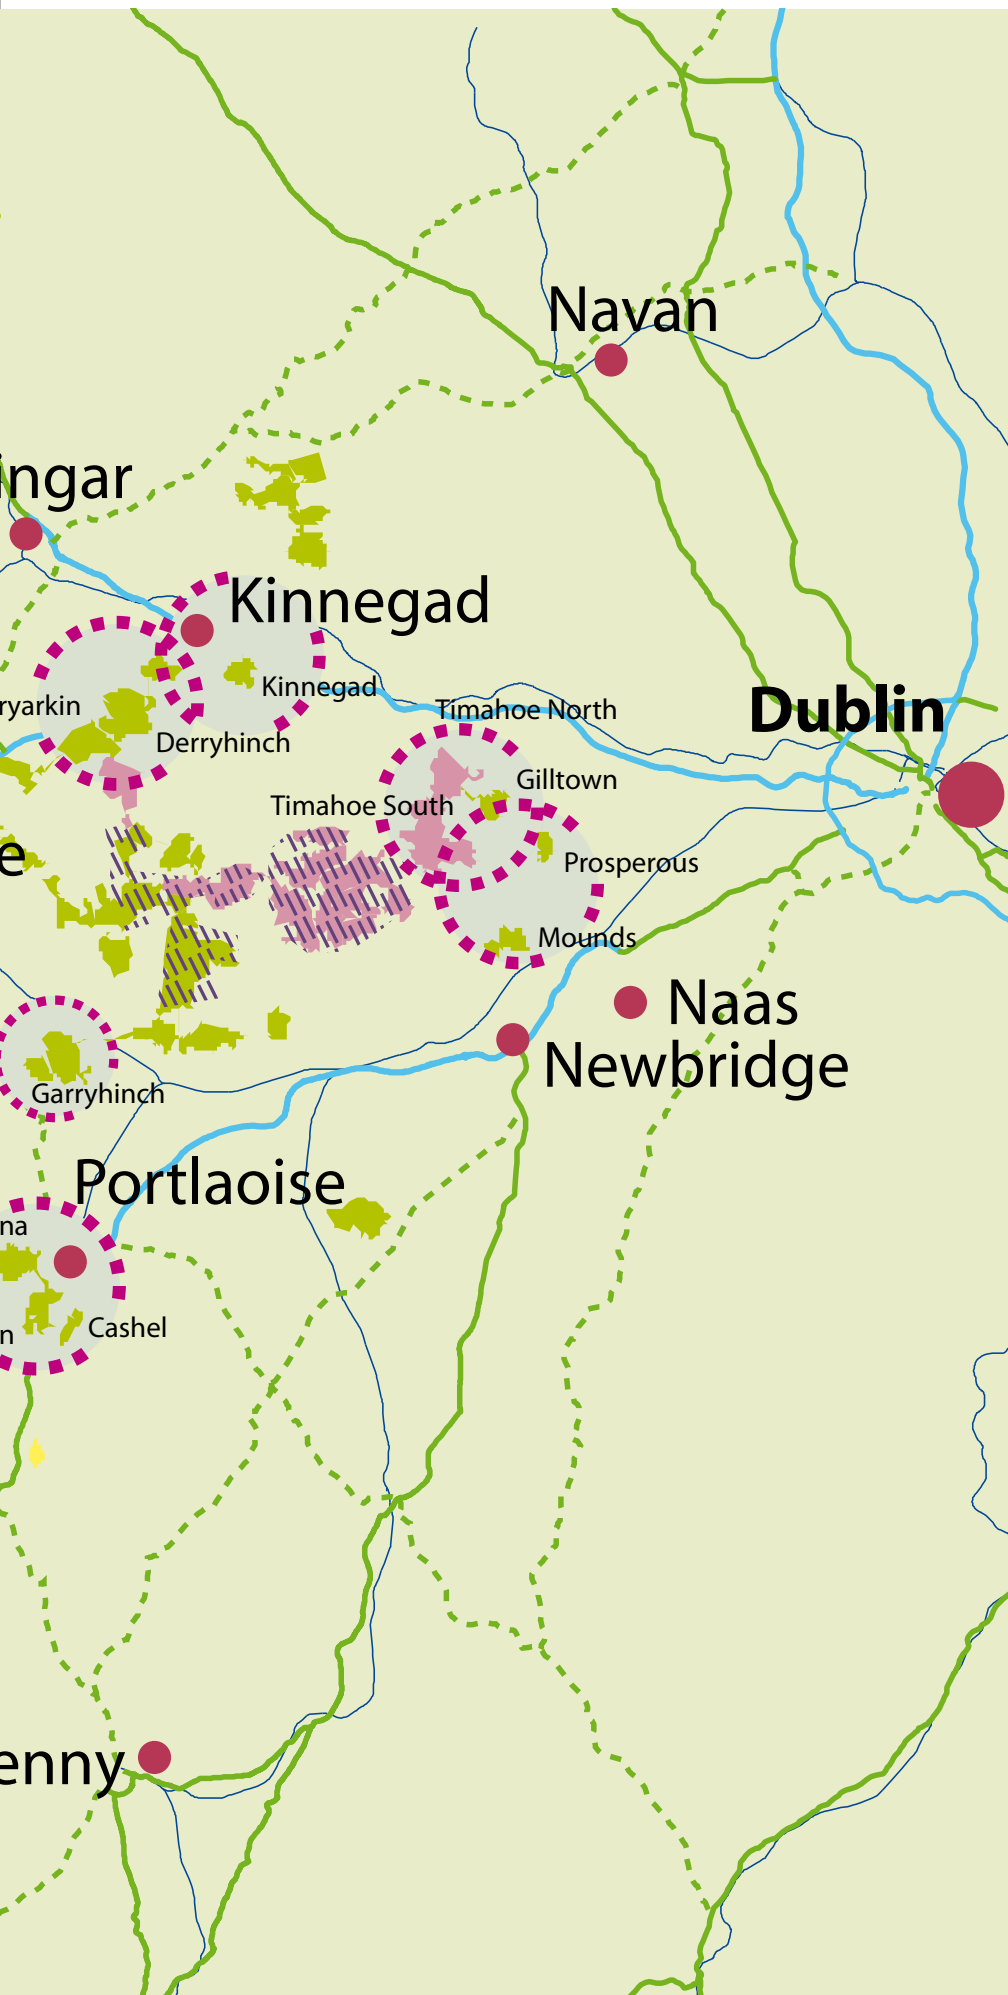 Navan
ingar
Kinnegad
Kinnegad
ryarkin
Timahoe North
Dublin
Derryhinch
Gilltown
Timahoe South
e
Prosperous
Mounds
Naas
Newbridge
Garryhinch
Portlaoise
na
Cashel
n
enny